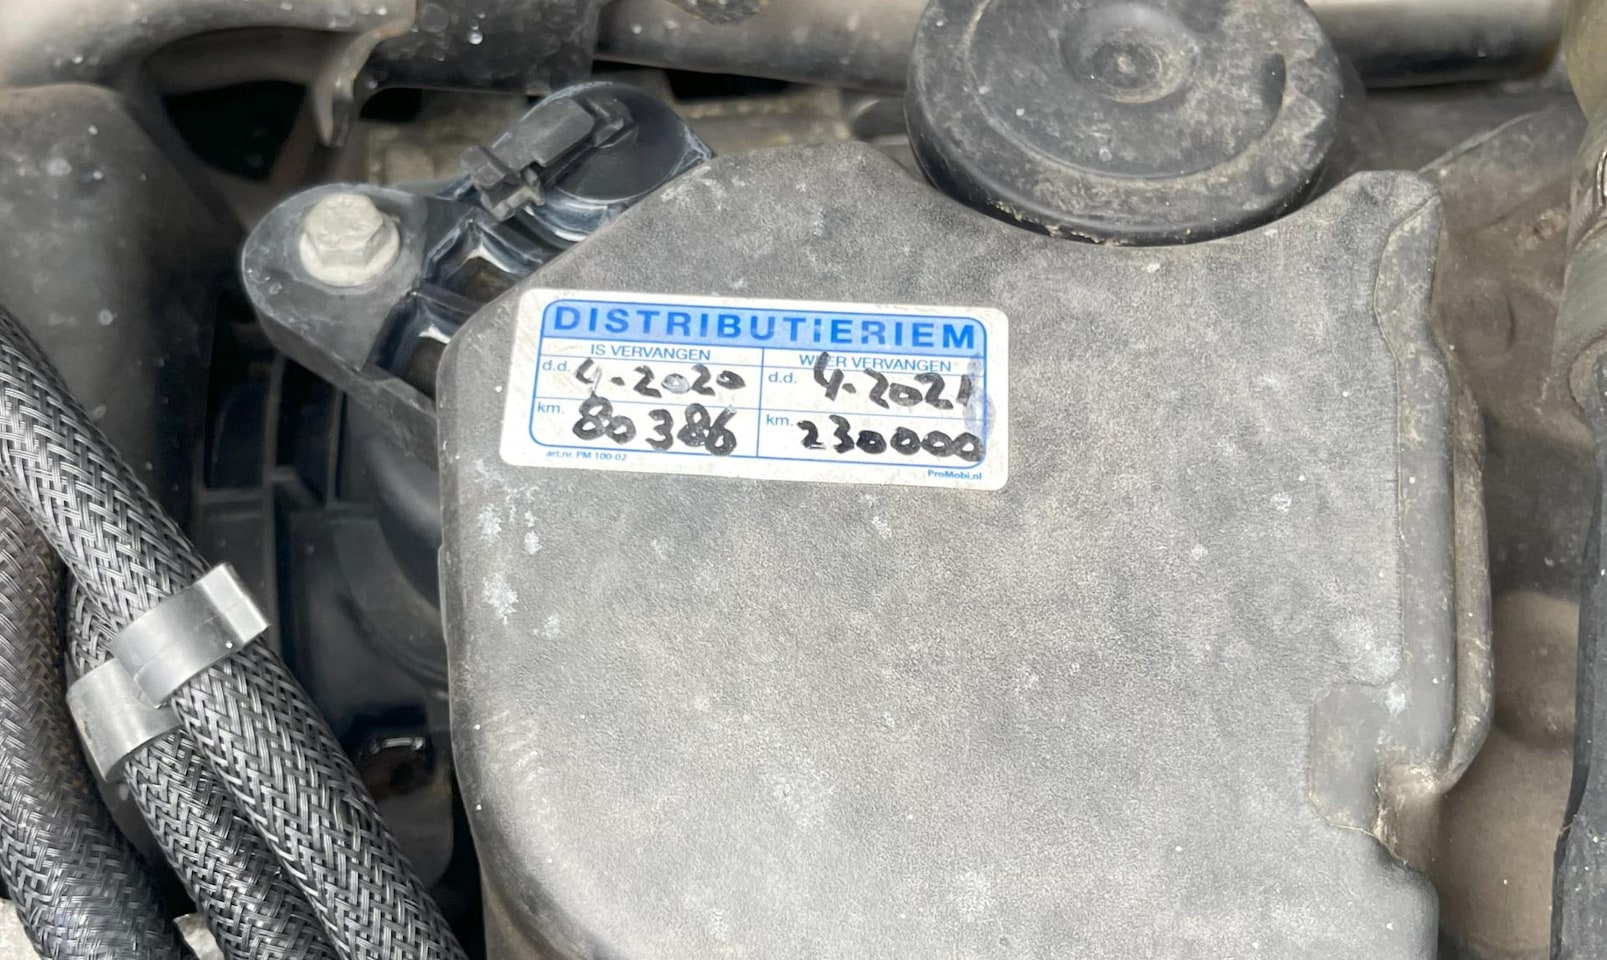 DISTRIBUTIERIEM
IS VERVANGEN
WEER VERVANGEN
d.d. 4.2020
d.d. 4.2021
km. 80386
km. 230000
art.nr. PM 100-02
ProMobi.nl